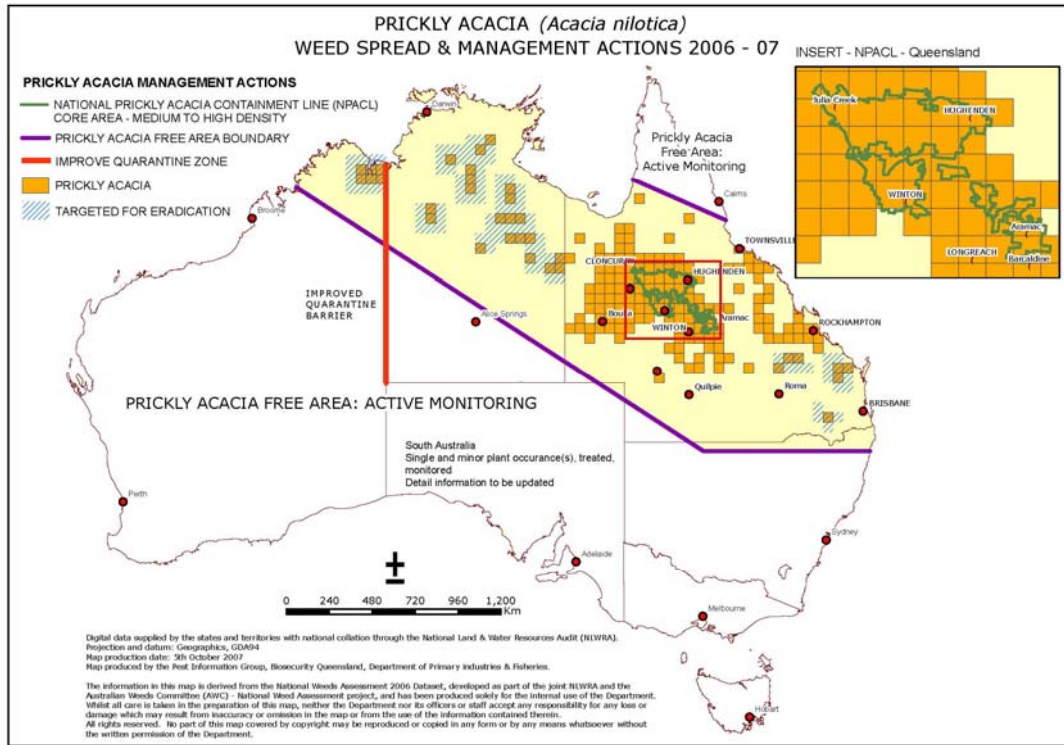 PRICKLY ACACIA (Acacia nilotica)
WEED SPREAD & MANAGEMENT ACTIONS 2006 - 07
INSERT - NPACL - Queensland
PRICKLY ACACIA MANAGEMENT ACTIONS
NATIONAL PRICKLY ACACIA CONTAINMENT LINE (NPACL)
CORE AREA - MEDIUM TO HIGH DENSITY
PRICKLY ACACIA FREE AREA BOUNDARY
IMPROVE QUARANTINE ZONE
PRICKLY ACACIA
TARGETED FOR ERADICATION
Julia Creek
HUGHENDEN
WINTON
Aramac
LONGREACH
Barcaldine
Darwin
Prickly Acacia
Free Area:
Active Monitoring
Cairns
Broome
TOWNSVILLE
CLONCURRY
HUGHENDEN
IMPROVED
QUARANTINE
BARRIER
Alice Springs
Boulia
WINTON
Aramac
ROCKHAMPTON
Quilpie
Roma
BRISBANE
PRICKLY ACACIA FREE AREA: ACTIVE MONITORING
South Australia
Single and minor plant occurance(s), treated,
monitored
Detail information to be updated
Perth
Sydney
Adelaide
Melbourne
Hobart
±
0 240 480 720 960 1,200
Km
Digital data supplied by the states and territories with national collation through the National Land & Water Resources Audit (NLWRA).
Projection and datum: Geographics, GDA94
Map production date: 5th October 2007
Map produced by the Pest Information Group, Biosecurity Queensland, Department of Primary Industries & Fisheries.
The information in this map is derived from the National Weeds Assessment 2006 Dataset, developed as part of the joint NLWRA and the
Australian Weeds Committee (AWC) - National Weed Assessment project, and has been produced solely for the internal use of the Department.
Whilst all care is taken in the preparation of this map, neither the Department nor its officers or staff accept any responsibility for any loss or
damage which may result from inaccuracy or omission in the map or from the use of the information contained therein.
All rights reserved. No part of this map covered by copyright may be reproduced or copied in any form or by any means whatsoever without
the written permission of the Department.